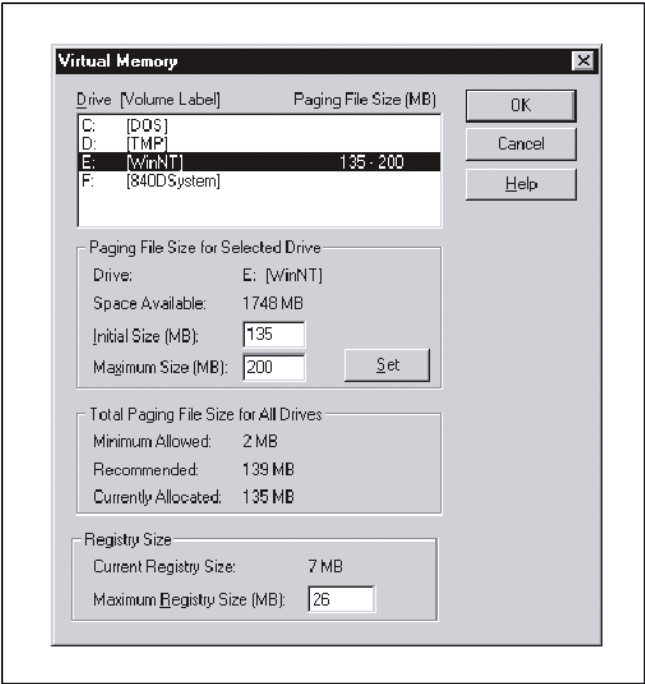 Virtual Memory
Drive [Volume Label] Paging File Size (MB)
C: [DOS]
D: [TMP]
E: [WinNT] 135 - 200
F: [840DSystem]
OK
Cancel
Help
Paging File Size for Selected Drive
Drive: E: [WinNT]
Space Available: 1748 MB
Initial Size (MB): 135
Maximum Size (MB): 200
Set
Total Paging File Size for All Drives
Minimum Allowed: 2 MB
Recommended: 139 MB
Currently Allocated: 135 MB
Registry Size
Current Registry Size: 7 MB
Maximum Registry Size (MB): 26